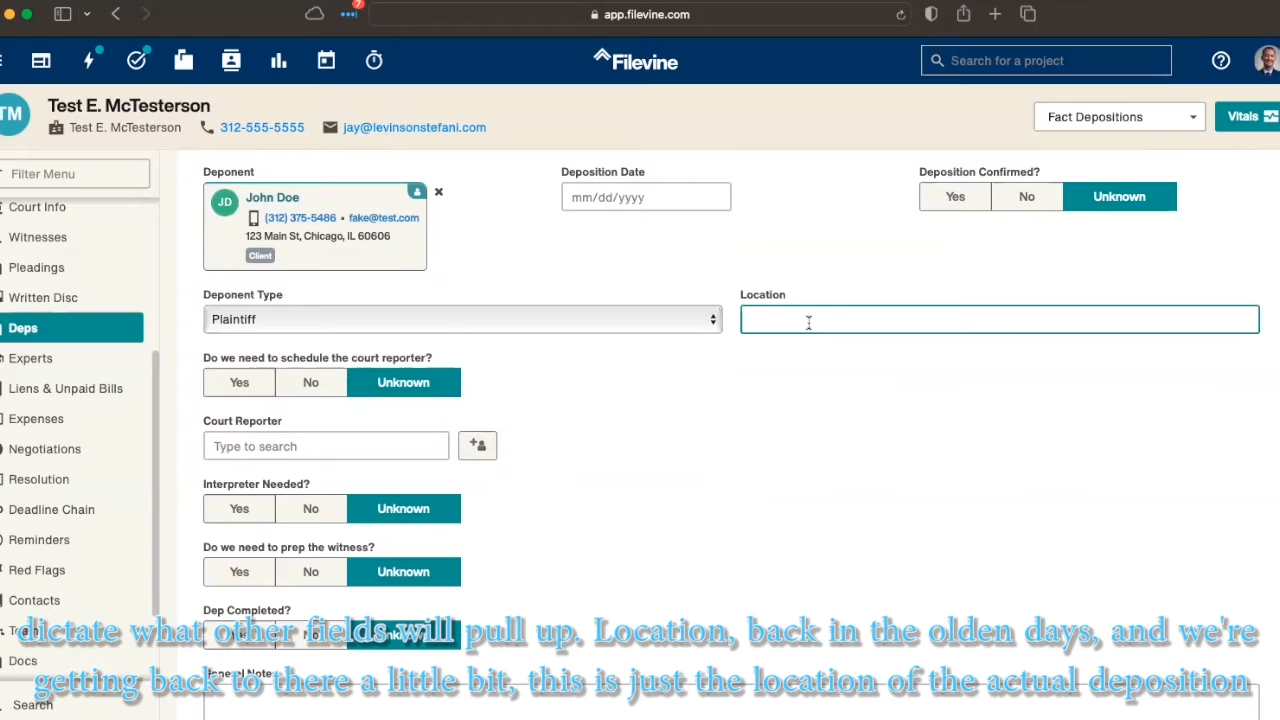 7
app.filevine.com
Filevine
Search for a project
TM
Test E. McTesterson
Test E. McTesterson
312-555-5555
jay@levinsonstefani.com
Fact Depositions
Vitals
Filter Menu
Court Info
Witnesses
Pleadings
Written Disc
Deps
Experts
Liens & Unpaid Bills
Expenses
Negotiations
Resolution
Deadline Chain
Reminders
Red Flags
Contacts
Docs
Search
Deponent
JD
John Doe
(312) 375-5486 • fake@test.com
123 Main St, Chicago, IL 60606
Client
Deposition Date
mm/dd/yyyy
Deposition Confirmed?
Yes No Unknown
Deponent Type
Plaintiff
Location
Do we need to schedule the court reporter?
Yes No Unknown
Court Reporter
Type to search
Interpreter Needed?
Yes No Unknown
Do we need to prep the witness?
Yes No Unknown
Dep Completed?
General Notes
dictate what other fields will pull up. Location, back in the olden days, and we're
getting back to there a little bit, this is just the location of the actual deposition